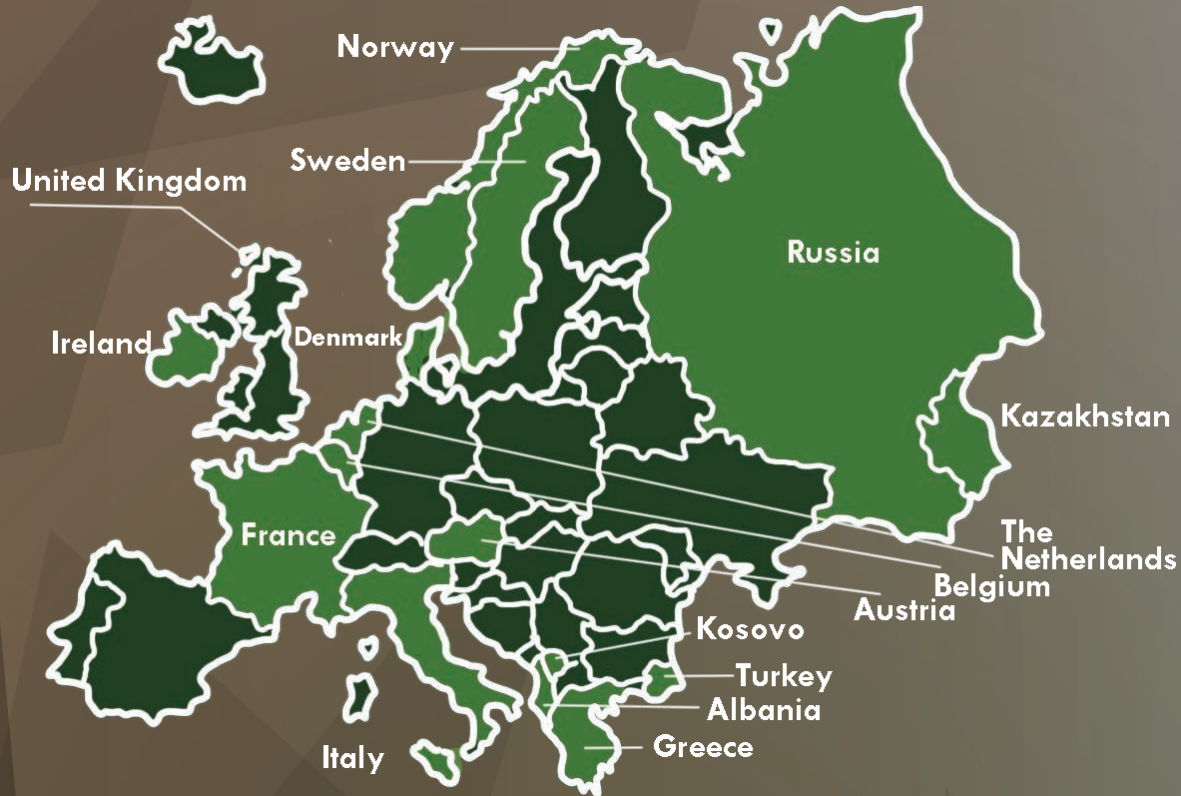 Norway
Sweden
United Kingdom
Russia
Denmark
Ireland
Kazakhstan
France
The
Netherlands
Belgium
Austria
Kosovo
Turkey
Albania
Greece
Italy